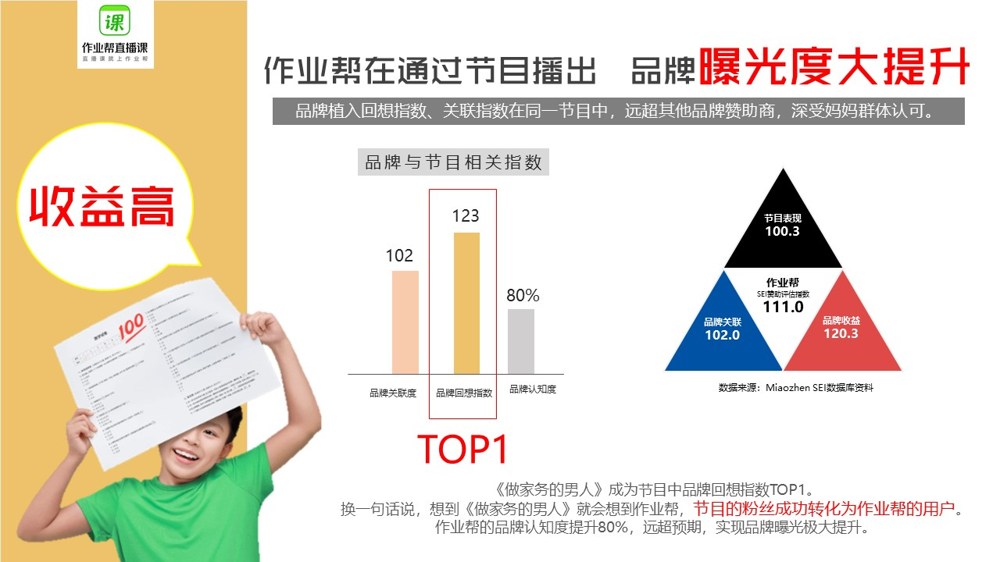 课
作业帮直播课
直播课就上作业帮
作业帮在通过节目播出 品牌曝光度大提升
品牌植入回想指数、关联指数在同一节目中，远超其他品牌赞助商，深受妈妈群体认可。
收益高
品牌与节目相关指数
102
123
80%
品牌关联度
品牌回想指数
品牌认知度
TOP1
节目表现
100.3
作业帮
SEI赞助评估指数
111.0
品牌关联
102.0
品牌收益
120.3
数据来源：Miaozhen SEI数据库资料
100
《做家务的男人》成为节目中品牌回想指数TOP1。
换一句话说，想到《做家务的男人》就会想到作业帮，节目的粉丝成功转化为作业帮的用户。
作业帮的品牌认知度提升80%，远超预期，实现品牌曝光极大提升。